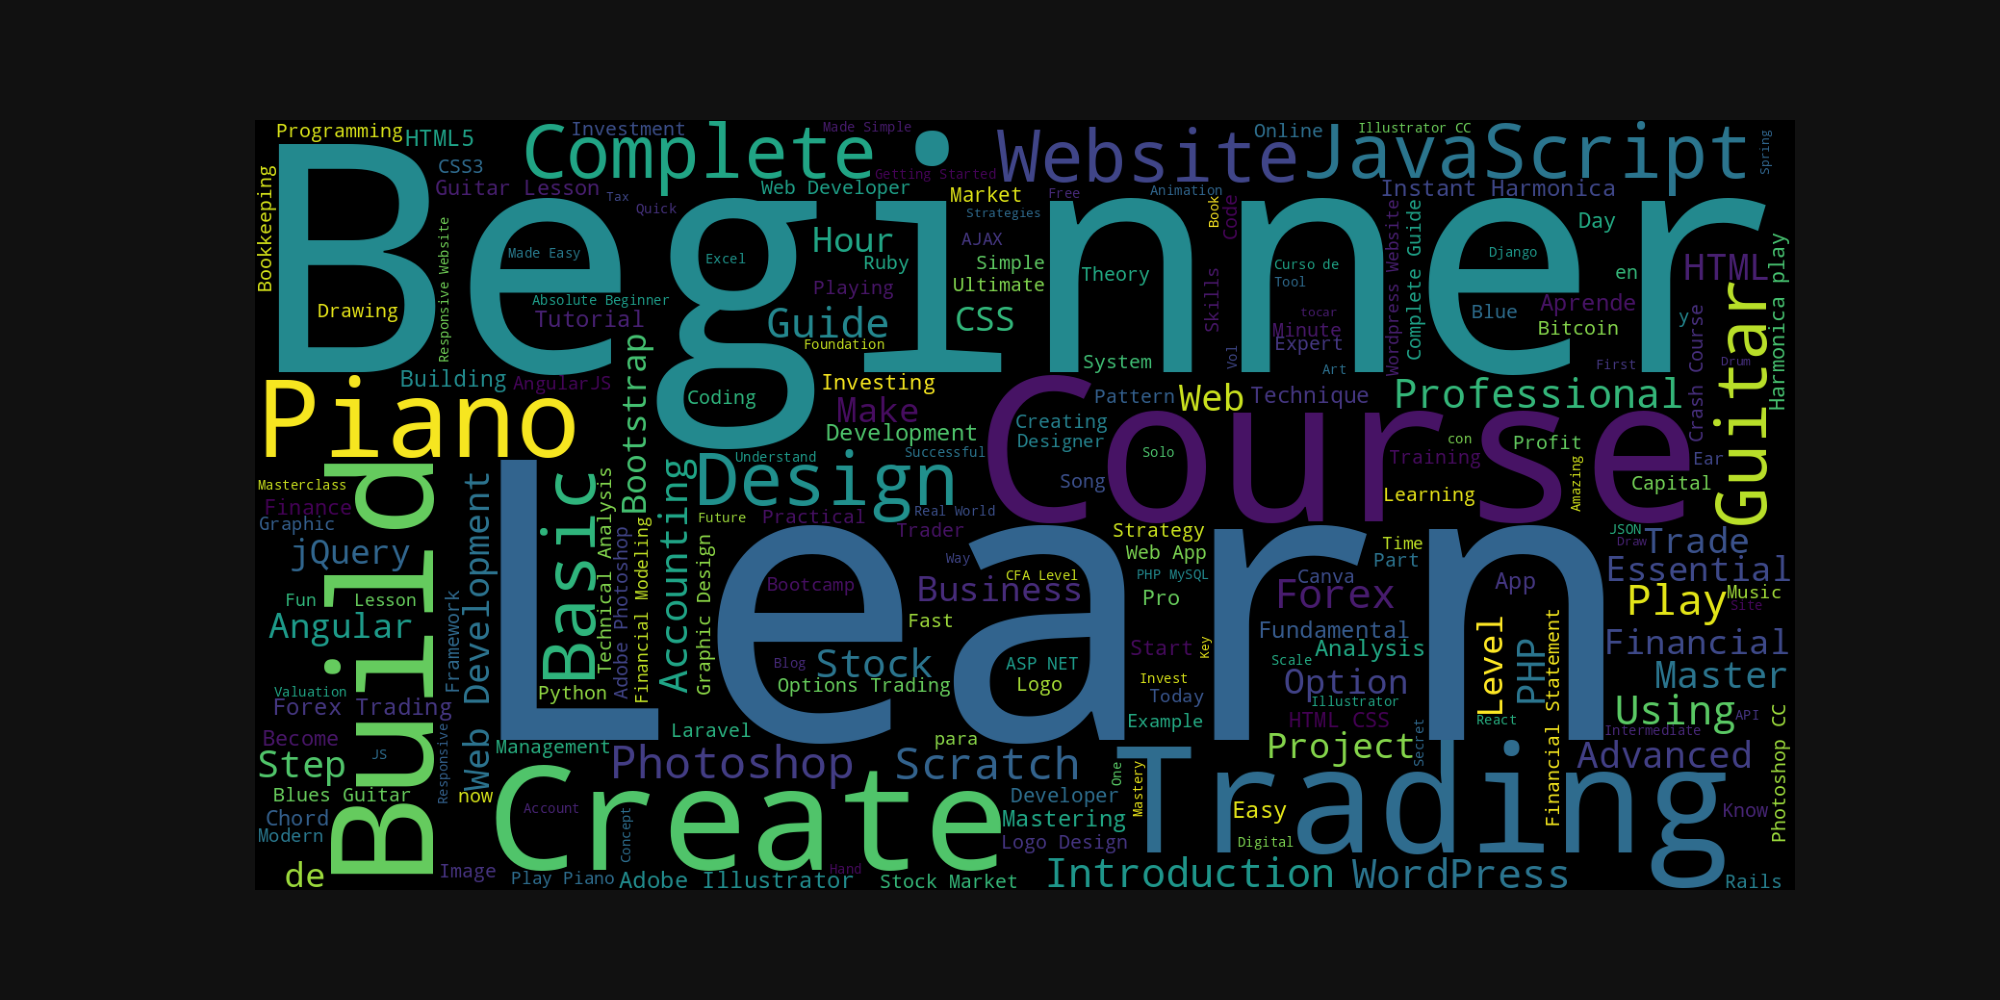 Programming
HTML5
Complete
Investment
Made Simple
Website
Online
Illustrator CC
JavaScript
Spring
CSS3
Guitar Lesson
Tax
Quick
Getting Started
Web Developer
Market
Free
Animation
Instant Harmonica
Bookkeeping
Beginner
Strategies
Book
Code
Day
Responsive Website
Made Easy
Excel
Hour
AJAX
Ruby
Simple
Theory
Curso de
Tool
Wordpress Website
Complete Guide
Django
en
HTML
Harmonica play
Drawing
Absolute Beginner
Tutorial
Playing
Ultimate
Skills
tocar
Minute
Expert
Blue
Aprende
Bitcoin
y
Guitar
Guide
CSS
Foundation
System
Vol
Art
First
Drum
Crash Course
Building
AngularJS
Bootstrap
Piano
Coding
Investing
Make
Development
Creating
Designer
Pattern
Web
Technique
Professional
Course
con
Profit
Training
Solo
Ear
Build
Masterclass
Finance
Graphic
Web Development
Basic
Technical Analysis
Accounting
Design
Understand
Successful
Song
Learning
Amazing
Capital
Future
Practical
Real World
Trader
Strategy
Time
JSON
Draw
Trade
jQuery
Learn
Adobe Photoshop
Financial Modeling
Graphic Design
Way
Web App
Part
Essential
Fun
Lesson
Framework
Bootcamp
Business
CFA Level
PHP MySQL
Canva
App
Forex
Pro
Play
Music
Site
Angular
Fast
Fundamental
Level
PHP
Financial Statement
Financial
Blog
Stock
ASP NET
Start
Key
Scale
Analysis
Master
Valuation
Forex Trading
Python
Options Trading
Logo
Invest
Today
Option
Illustrator
Using
API
Become
Responsive
Laravel
Example
HTML CSS
React
Intermediate
JS
Management
para
Project
Secret
Advanced
Photoshop CC
Step
Photoshop
Scratch
One
Mastery
Trading
Blues Guitar
now
Create
Developer
Easy
Know
Chord
Account
Concept
Mastering
Modern
Logo Design
Digital
de
Image
Play Piano
Adobe Illustrator
Hand
Stock Market
Introduction
WordPress
Rails